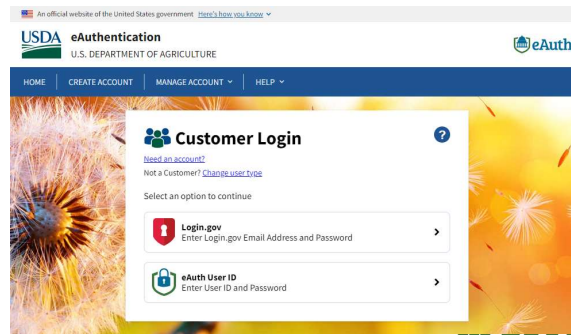 An official website of the United States government Here's how you know
USDA eAuthentication
U.S. DEPARTMENT OF AGRICULTURE
eAuth
HOME CREATE ACCOUNT MANAGE ACCOUNT HELP
Customer Login
?
Need an account?
Not a Customer? Change user type
Select an option to continue
Login.gov
Enter Login.gov Email Address and Password
eAuth User ID
Enter User ID and Password